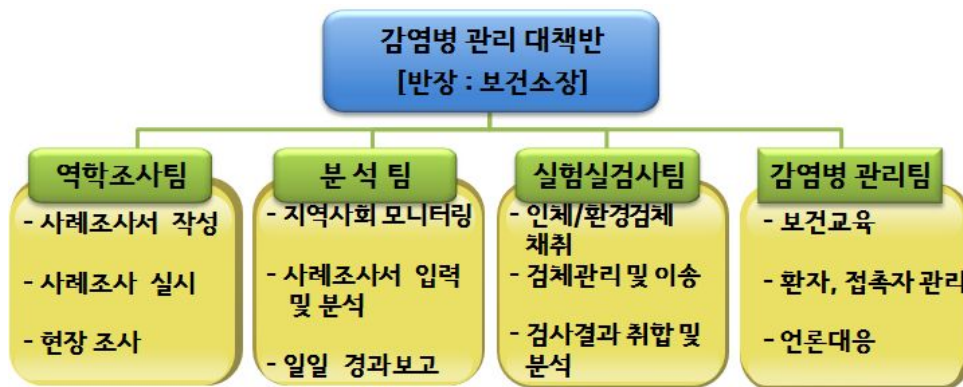 감염병 관리 대책반
[반장 : 보건소장]
역학조사팀
- 사례조사서 작성
- 사례조사 실시
- 현장 조사
분 석 팀
- 지역사회 모니터링
- 사례조사서 입력
및 분석
- 일일 경과보고
실험실검사팀
- 인체/환경검체
채취
- 검체관리 및 이송
- 검사결과 취합 및
분석
감염병 관리팀
- 보건교육
- 환자, 접촉자 관리
- 언론대응